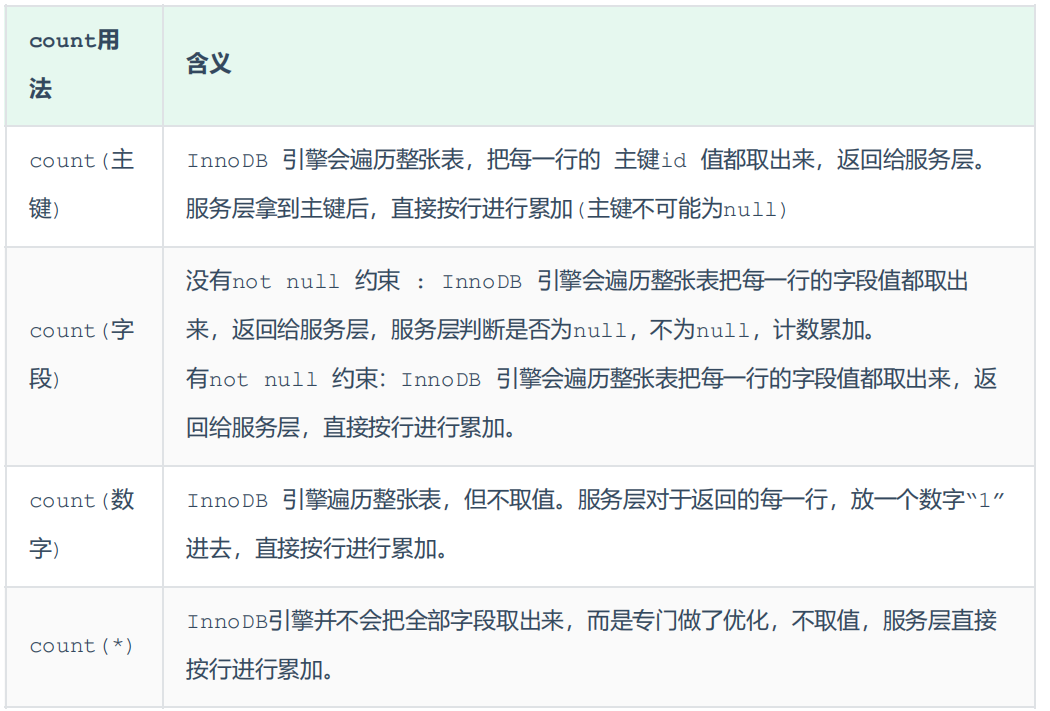 count用
法
含义
count(主
键)
InnoDB 引擎会遍历整张表，把每一行的 主键id 值都取出来，返回给服务层。
服务层拿到主键后，直接按行进行累加(主键不可能为null)
count(字
段)
没有not null 约束 : InnoDB 引擎会遍历整张表把每一行的字段值都取出
来，返回给服务层，服务层判断是否为null，不为null，计数累加。
有not null 约束：InnoDB 引擎会遍历整张表把每一行的字段值都取出来，返
回给服务层，直接按行进行累加。
count(数
字)
InnoDB 引擎遍历整张表，但不取值。服务层对于返回的每一行，放一个数字“1”
进去，直接按行进行累加。
count(*)
InnoDB引擎并不会把全部字段取出来，而是专门做了优化，不取值，服务层直接
按行进行累加。